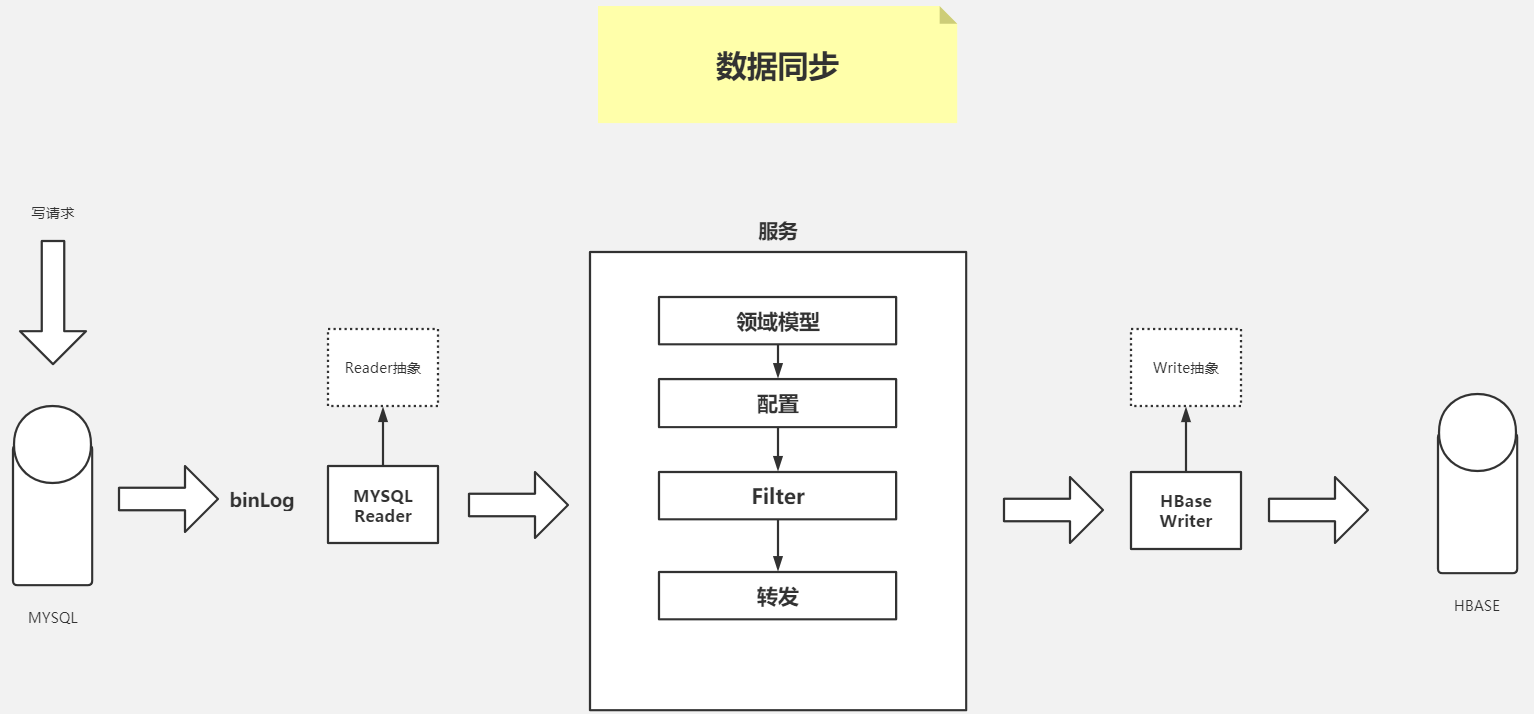 数据同步
写请求
服务
领域模型
Reader抽象
Write抽象
配置
binLog
MYSQL
Reader
Filter
HBase
Writer
转发
MYSQL
HBASE